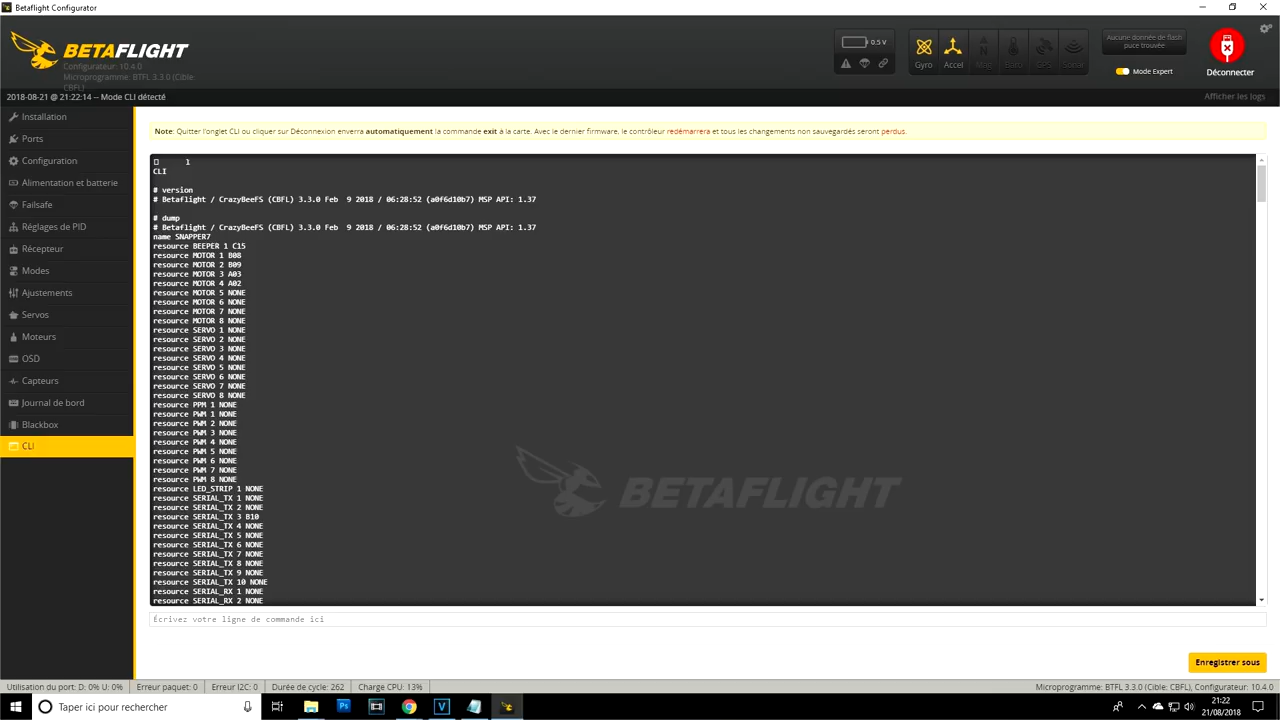 Betaflight Configurator
BETAFLIGHT
Configurateur: 10.4.0
Microprogramme: BTFL 3.3.0 (Cible
CBFL)
0.5 V
Gyro
Accel
Mag
Baro
GPS
Sonar
Aucune donnée de flash
puce trouvée
Mode Expert
Déconnecter
2018-08-21 @ 21:22:14 -- Mode CLI détecté
Afficher les logs
Installation
Ports
Configuration
Alimentation et batterie
Failsafe
Réglages de PID
Récepteur
Modes
Ajustements
Servos
Moteurs
OSD
Capteurs
Journal de bord
Blackbox
CLI
Note: Quitter l'onglet CLI ou cliquer sur Déconnexion enverra automatiquement la commande exit à la carte. Avec le dernier firmware, le contrôleur redémarrera et tous les changements non sauvegardés seront perdus.
1
CLI
# version
# Betaflight / CrazyBeeFS (CBFL) 3.3.0 Feb 9 2018 / 06:28:52 (a0f6d10b7) MSP API: 1.37
# dump
# Betaflight / CrazyBeeFS (CBFL) 3.3.0 Feb 9 2018 / 06:28:52 (a0f6d10b7) MSP API: 1.37
name SNAPPER7
resource BEEPER 1 C15
resource MOTOR 1 B08
resource MOTOR 2 B09
resource MOTOR 3 A03
resource MOTOR 4 A02
resource MOTOR 5 NONE
resource MOTOR 6 NONE
resource MOTOR 7 NONE
resource MOTOR 8 NONE
resource SERVO 1 NONE
resource SERVO 2 NONE
resource SERVO 3 NONE
resource SERVO 4 NONE
resource SERVO 5 NONE
resource SERVO 6 NONE
resource SERVO 7 NONE
resource SERVO 8 NONE
resource PPM 1 NONE
resource PWM 1 NONE
resource PWM 2 NONE
resource PWM 3 NONE
resource PWM 4 NONE
resource PWM 5 NONE
resource PWM 6 NONE
resource PWM 7 NONE
resource PWM 8 NONE
resource LED_STRIP 1 NONE
resource SERIAL_TX 1 NONE
resource SERIAL_TX 2 NONE
resource SERIAL_TX 3 B10
resource SERIAL_TX 4 NONE
resource SERIAL_TX 5 NONE
resource SERIAL_TX 6 NONE
resource SERIAL_TX 7 NONE
resource SERIAL_TX 8 NONE
resource SERIAL_TX 9 NONE
resource SERIAL_TX 10 NONE
resource SERIAL_RX 1 NONE
resource SERIAL_RX 2 NONE
BETAFLIGHT
Écrivez votre ligne de commande ici
Enregistrer sous
Utilisation du port: D: 0% U: 0%
Erreur paquet: 0
Erreur I2C: 0
Durée de cycle: 262
Charge CPU: 13%
Microprogramme: BTFL 3.3.0 (Cible: CBFL), Configurateur: 10.4.0
Taper ici pour rechercher
21:22
21/08/2018